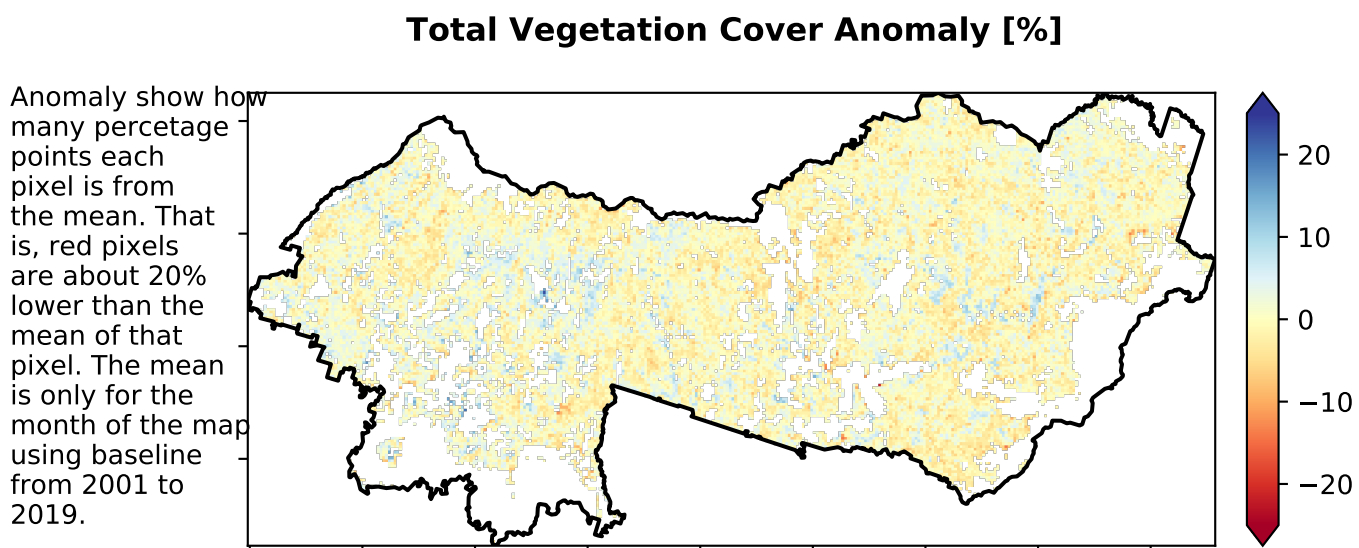 Total Vegetation Cover Anomaly [%]
Anomaly show how
many percetage
points each
pixel is from
the mean. That
is, red pixels
are about 20%
lower than the
mean of that
pixel. The mean
is only for the
month of the map
using baseline
from 2001 to
2019.
20
10
0
−10
−20